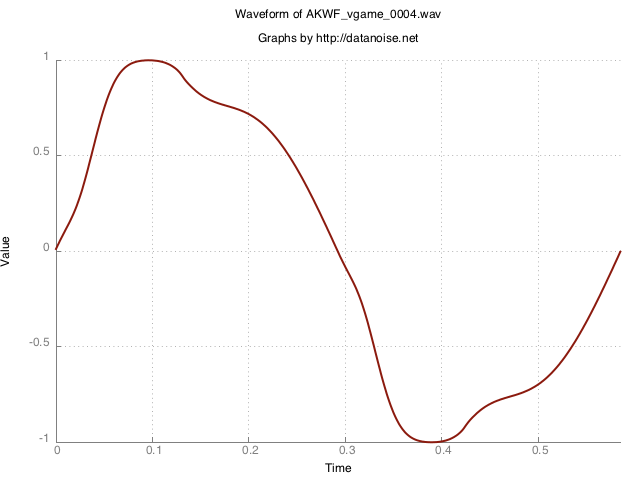 Waveform of AKWF_vgame_0004.wav
Graphs by http://datanoise.net
1
0.5
0
-0.5
-1
Value
0 0.1 0.2 0.3 0.4 0.5
Time